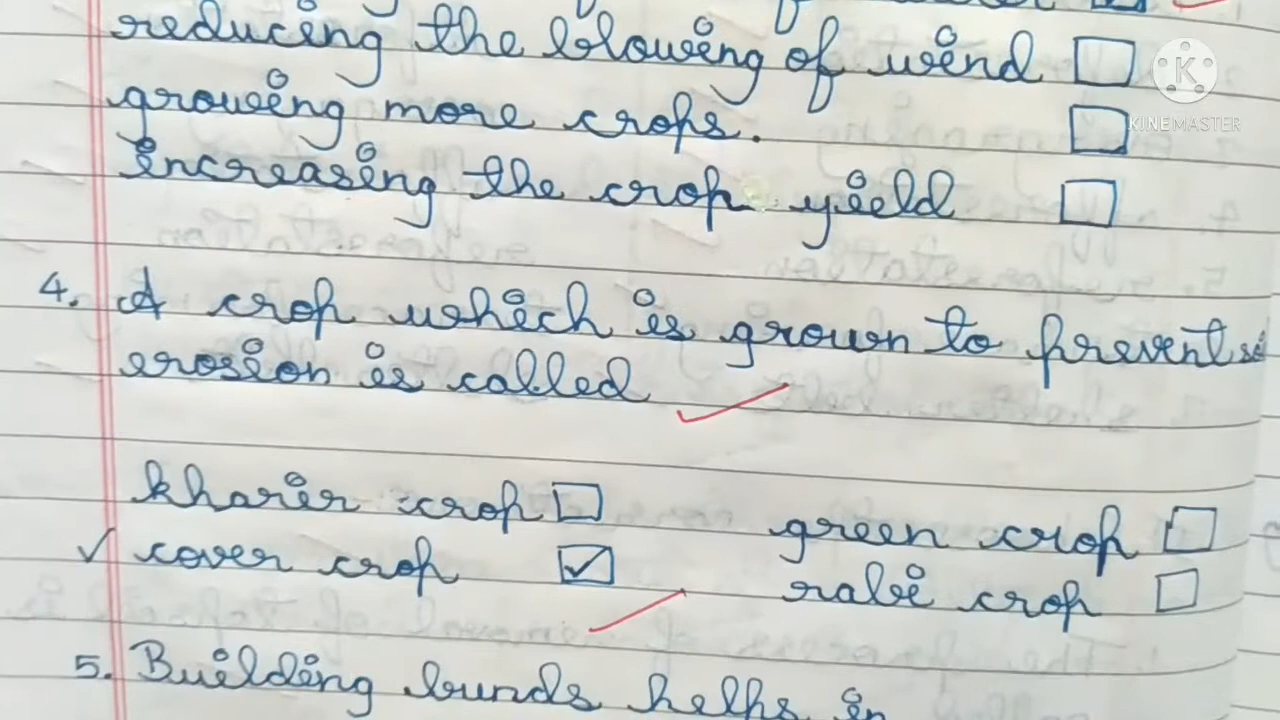 reducing the blowing of wind
growing more crops.
increasing the crop yield
4. A crop which is grown to prevent
erosion is called
kharir crop green crop
cover crop rabi crop
5. Building bunds helps in
K
KINEMASTER